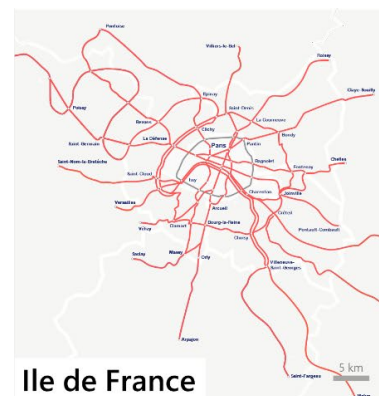 Pontoise
Villiers-le-Bel
Roissy
Poissy
Epinay
Saint-Denis
Claye-Souilly
Bezons
Clichy
La Courneuve
Saint-Germain
La Défense
Paris
Pantin
Bondy
Saint-Nom-la-Bretèche
Bagnolet
Fontenay
Chelles
Saint-Cloud
Issy
Charenton
Joinville
Versailles
Arcueil
Créteil
Vélizy
Clamart
Bourg-la-Reine
Pontault-Combault
Choisy
Saclay
Massy
Orly
Villeneuve-
Saint-Georges
Arpajon
Saint-Fargeau
5 km
Ile de France